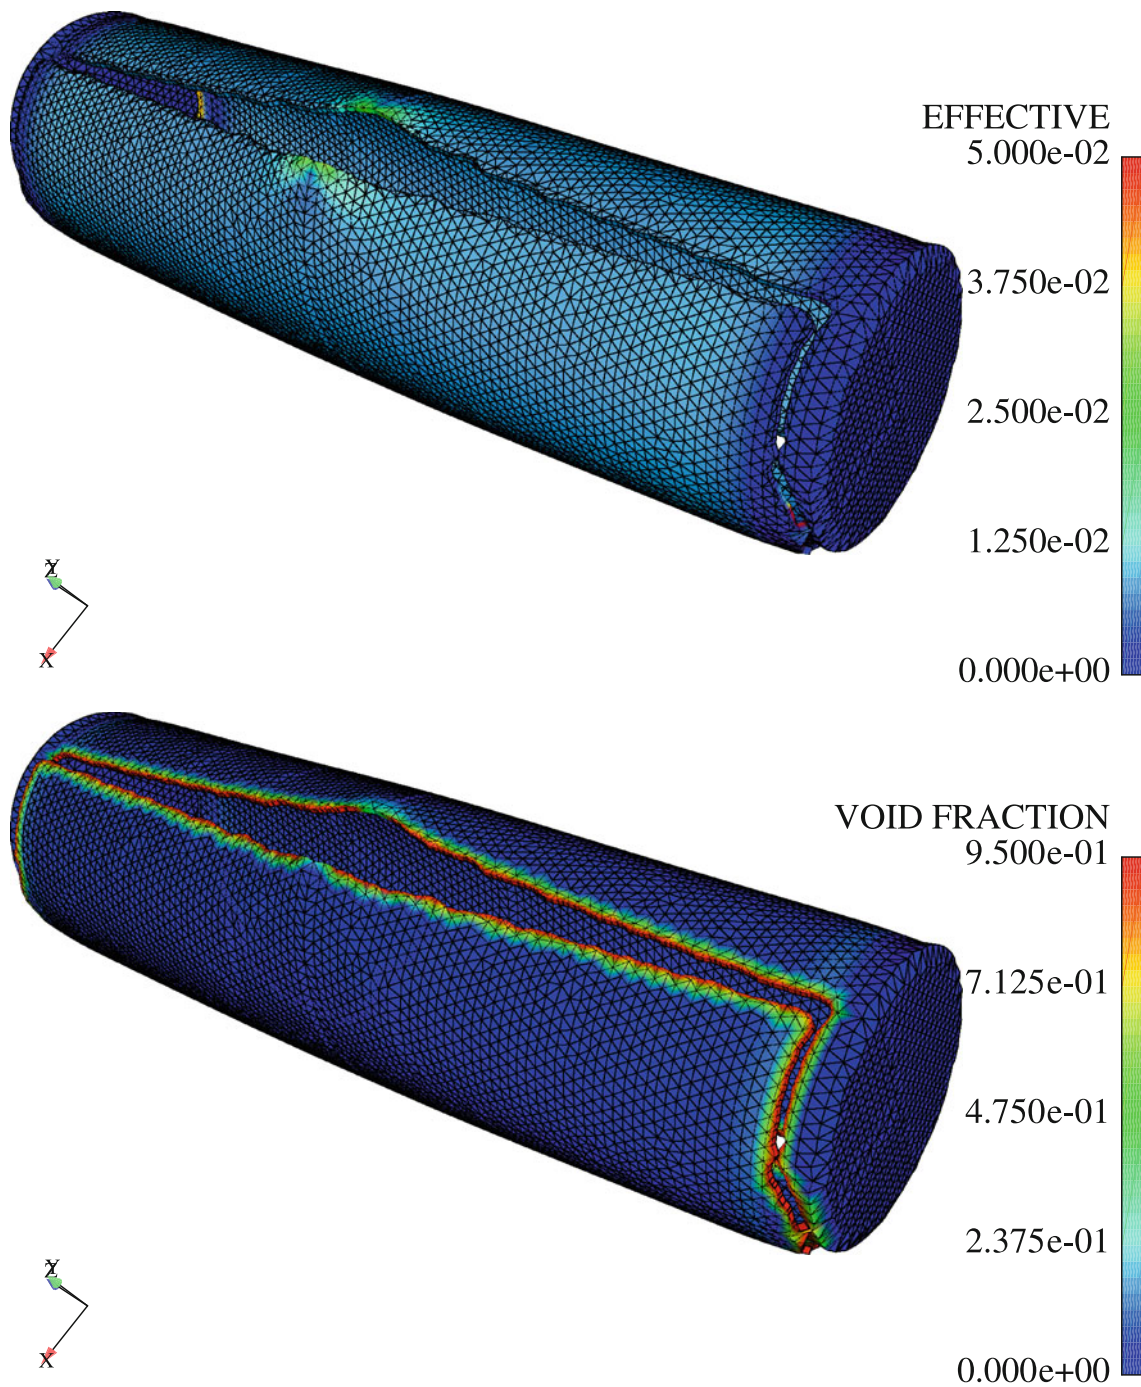 EFFECTIVE
5.000e-02
3.750e-02
2.500e-02
1.250e-02
0.000e+00
Y
Z
X
VOID FRACTION
9.500e-01
7.125e-01
4.750e-01
2.375e-01
0.000e+00
Y
Z
X